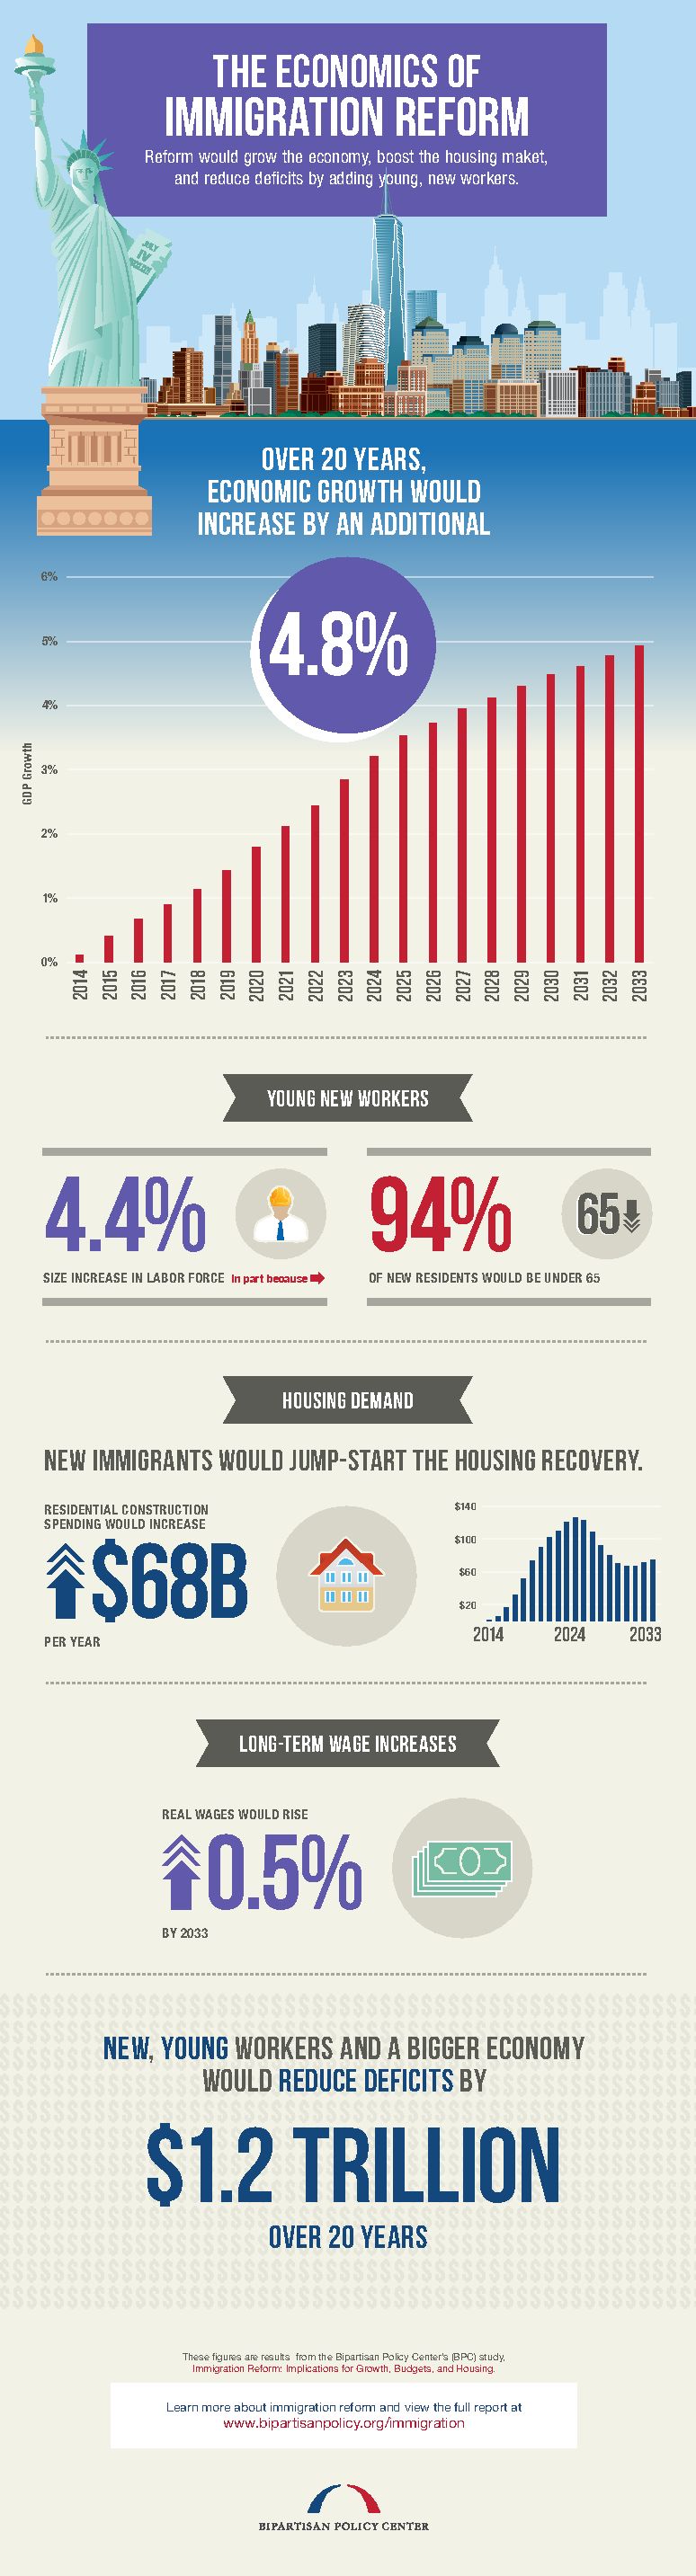 THE ECONOMICS OF
IMMIGRATION REFORM
Reform would grow the economy, boost the housing maket,
and reduce deficits by adding young, new workers.
JULY
IV
OVER 20 YEARS,
ECONOMIC GROWTH WOULD
INCREASE BY AN ADDITIONAL
4.8%
GDP Growth
6%
5%
4%
3%
2%
1%
0%
2014 2015 2016 2017 2018 2019 2020 2021 2022 2023 2024 2025 2026 2027 2028 2029 2030 2031 2032 2033
YOUNG NEW WORKERS
4.4%
SIZE INCREASE IN LABOR FORCE In part because
94%
65
OF NEW RESIDENTS WOULD BE UNDER 65
HOUSING DEMAND
NEW IMMIGRANTS WOULD JUMP-START THE HOUSING RECOVERY.
RESIDENTIAL CONSTRUCTION
SPENDING WOULD INCREASE
$68B
PER YEAR
$140
$100
$60
$20
2014 2024 2033
LONG-TERM WAGE INCREASES
REAL WAGES WOULD RISE
0.5%
BY 2033
NEW, YOUNG WORKERS AND A BIGGER ECONOMY
WOULD REDUCE DEFICITS BY
$1.2 TRILLION
OVER 20 YEARS
These figures are results from the Bipartisan Policy Center's (BPC) study,
Immigration Reform: Implications for Growth, Budgets, and Housing.
Learn more about immigration reform and view the full report at
www.bipartisanpolicy.org/immigration
BIPARTISAN POLICY CENTER